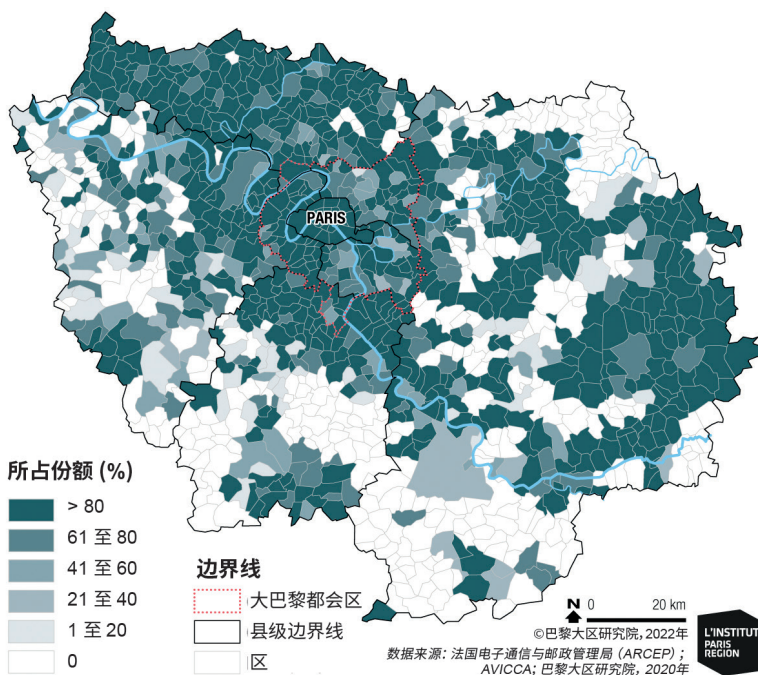 PARIS
所占份额 (%)
> 80
61 至 80
41 至 60
21 至 40
1 至 20
0
边界线
大巴黎都会区
县级边界线
区
N 0 20 km
©巴黎大区研究院, 2022年
数据来源: 法国电子通信与邮政管理局 (ARCEP) ;
AVICCA; 巴黎大区研究院, 2020年
L'INSTITUT
PARIS
REGION